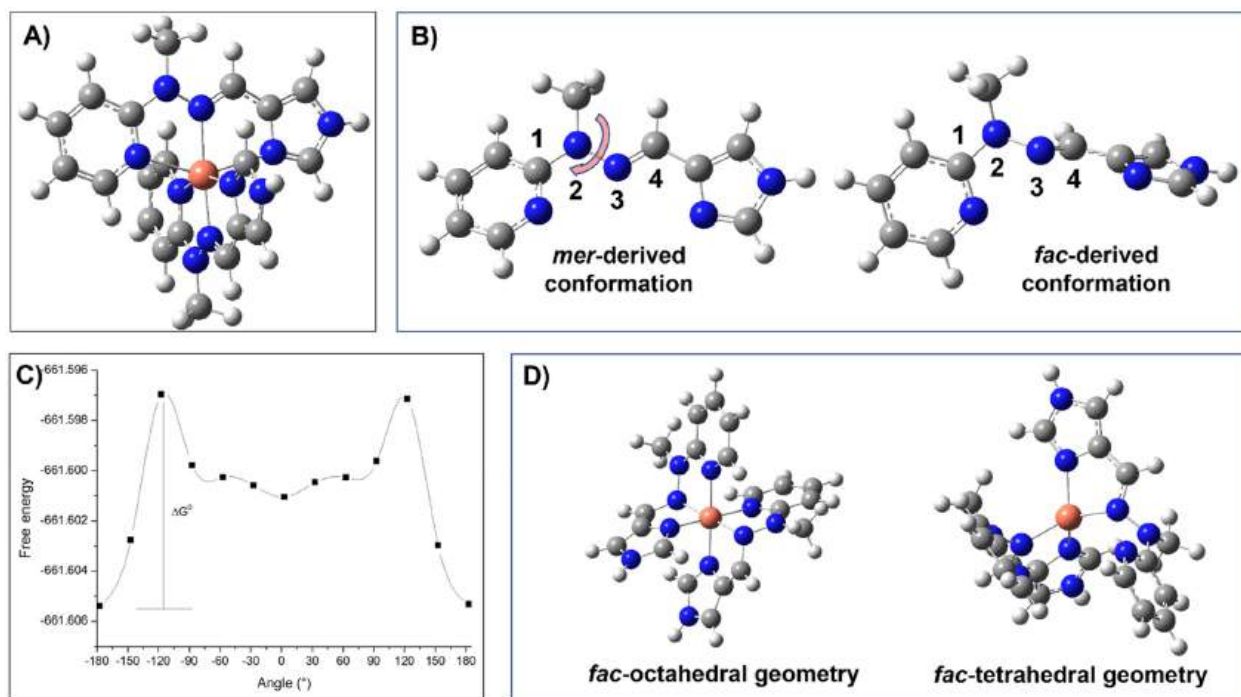 A)
B)
1
2
3
4
mer-derived
conformation
1
2
3
4
fac-derived
conformation
C)
-661.596
-661.598
-661.600
-661.602
-661.604
-661.606
Free energy
ΔG
-180 -150 -120 -90 -60 -30 0 30 60 90 120 150 180
Angle (°)
D)
fac-octahedral geometry
fac-tetrahedral geometry